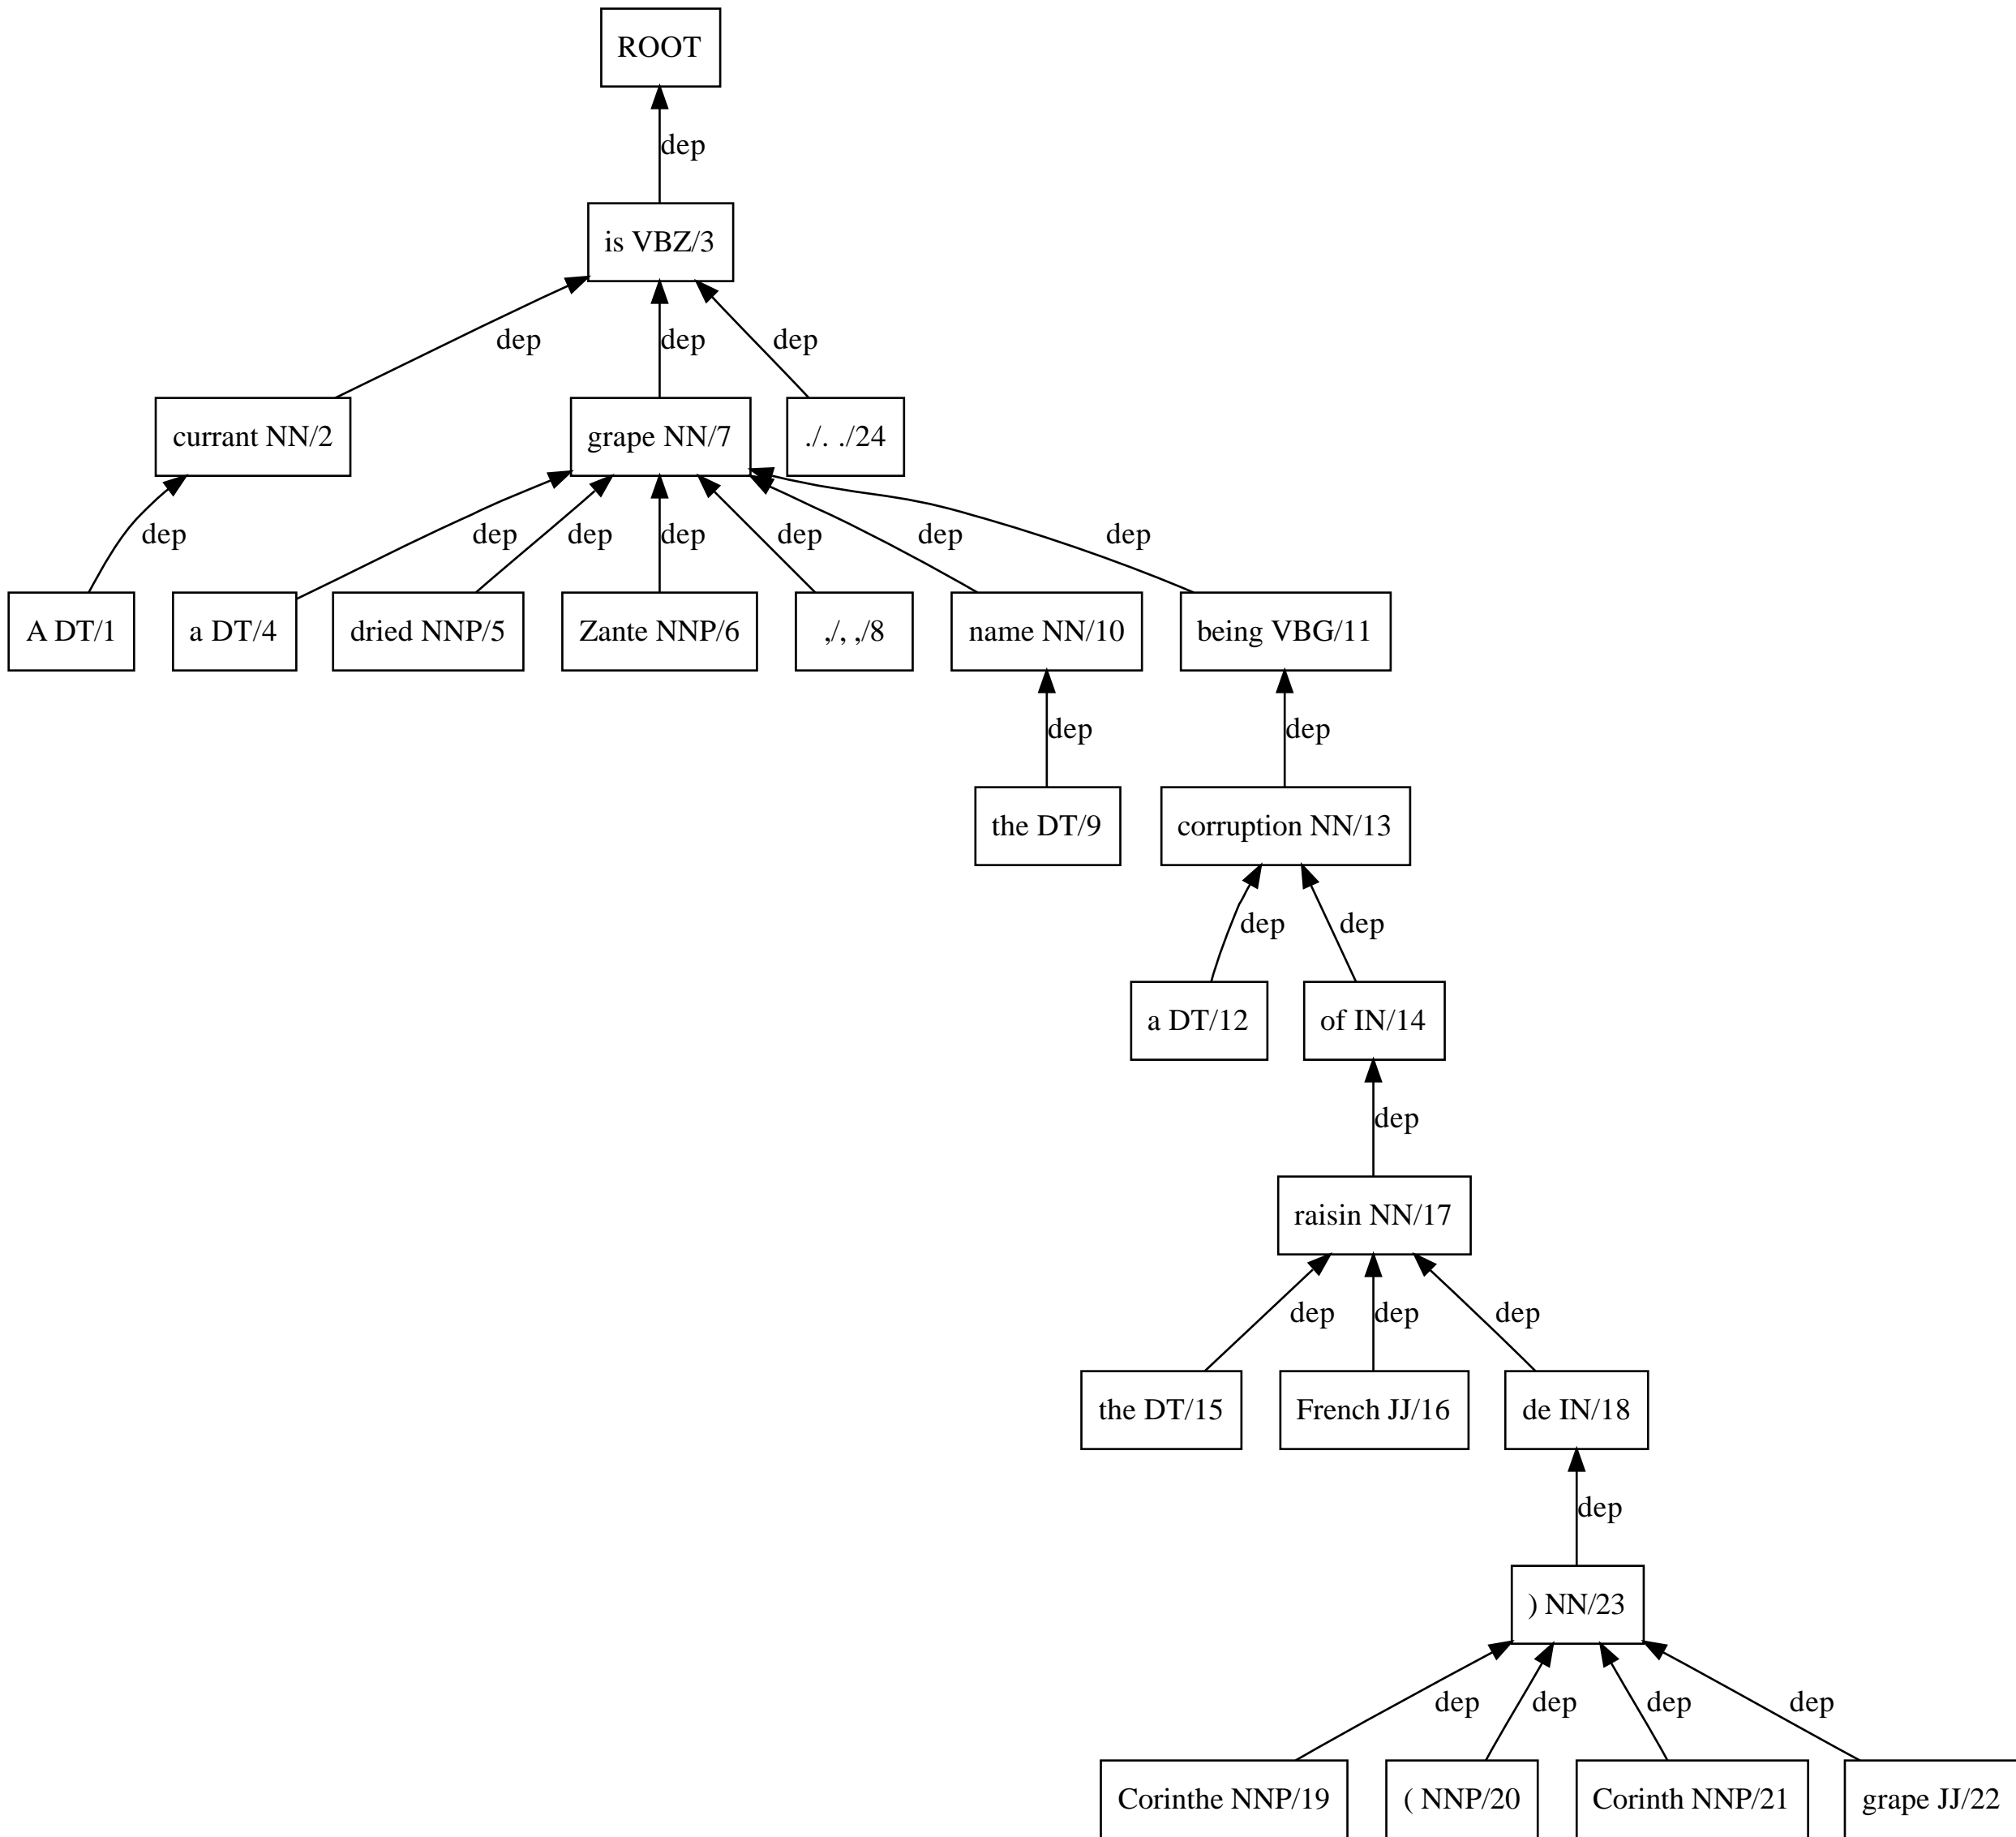 ROOT
dep
is VBZ/3
dep dep dep
currant NN/2 grape NN/7 ./. ./24
dep dep dep dep dep dep dep
A DT/1 a DT/4 dried NNP/5 Zante NNP/6 ,/, ,/8 name NN/10 being VBG/11
dep dep
the DT/9 corruption NN/13
dep dep
a DT/12 of IN/14
dep
raisin NN/17
dep dep dep
the DT/15 French JJ/16 de IN/18
dep
) NN/23
dep dep dep dep
Corinthe NNP/19 ( NNP/20 Corinth NNP/21 grape JJ/22